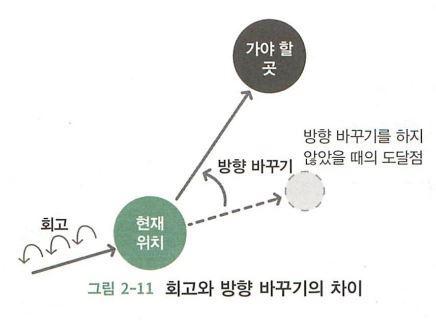 가야 할
곳
방향 바꾸기를 하지
않았을 때의 도달점
방향 바꾸기
회고
현재
위치
그림 2-11 회고와 방향 바꾸기의 차이